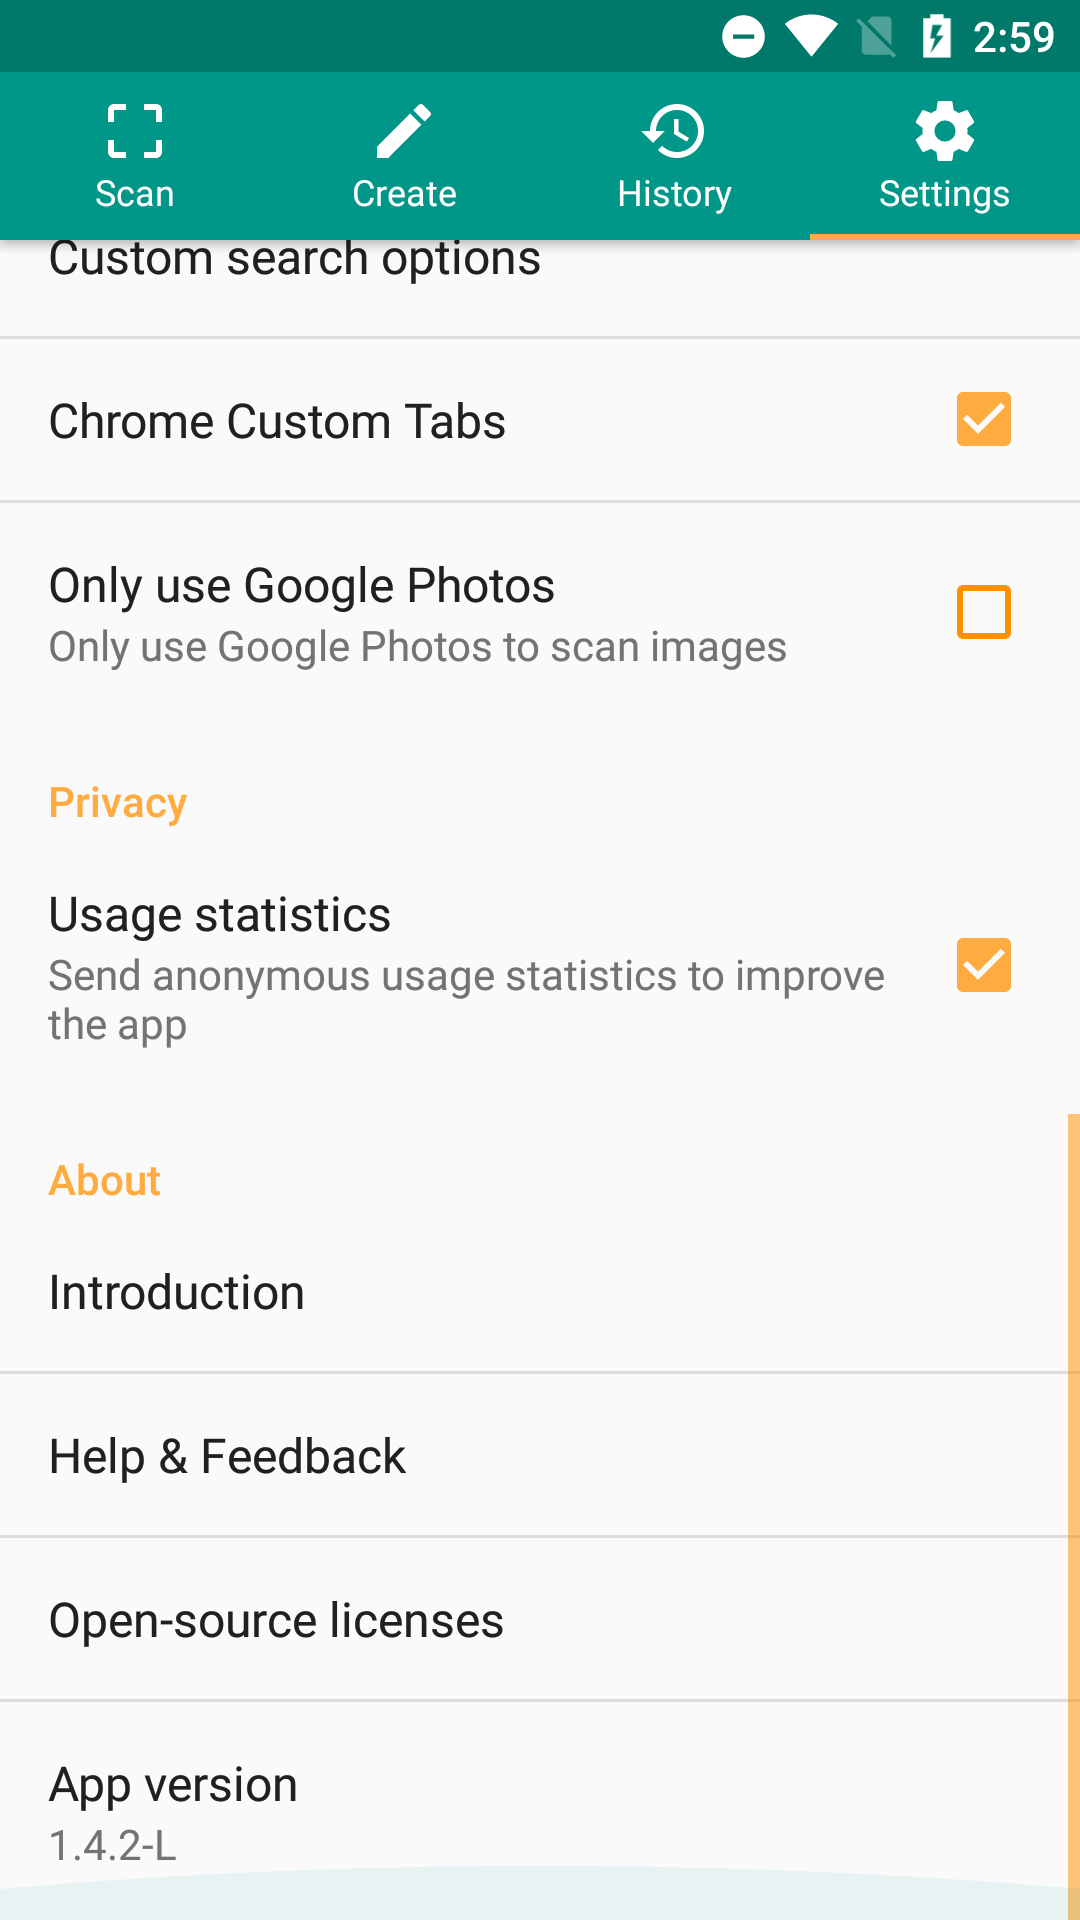 2:59
Scan
Create
History
Settings
Custom search options
Chrome Custom Tabs
Only use Google Photos
Only use Google Photos to scan images
Privacy
Usage statistics
Send anonymous usage statistics to improve
the app
About
Introduction
Help & Feedback
Open-source licenses
App version
1.4.2-L